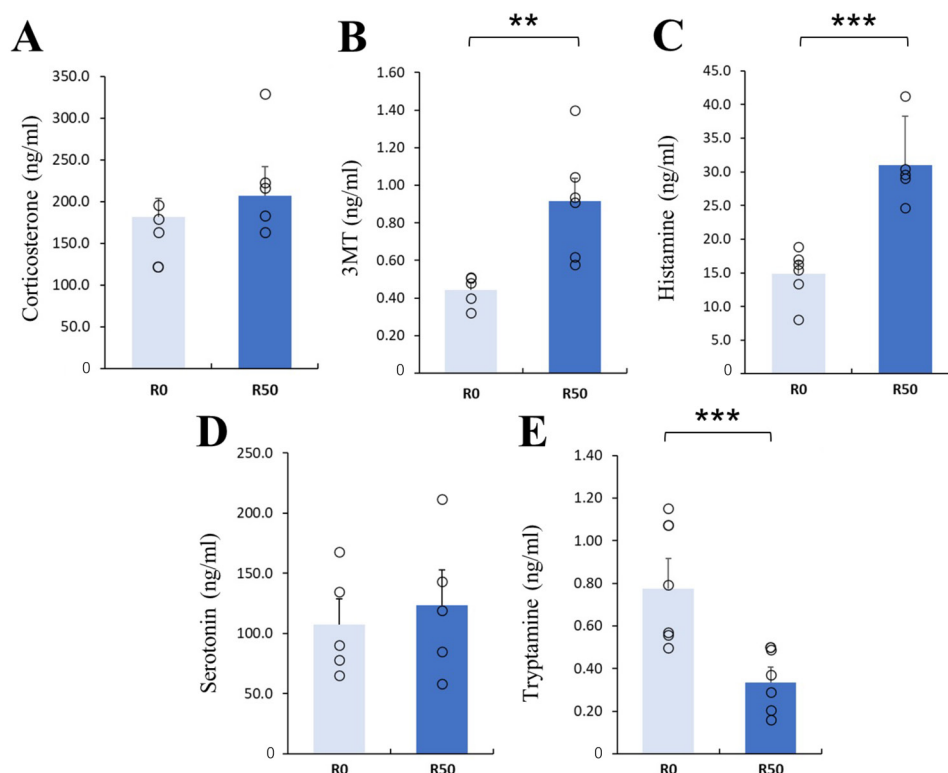 A
Corticosterone (ng/ml)
350.0
300.0
250.0
200.0
150.0
100.0
50.0
0
R0
R50
B
**
3MT (ng/ml)
1.60
1.40
1.20
1.00
0.80
0.60
0.40
0.20
0
R0
R50
C
***
Histamine (ng/ml)
45.0
40.0
35.0
30.0
25.0
20.0
15.0
10.0
5.0
0
R0
R50
D
Serotonin (ng/ml)
250.0
200.0
150.0
100.0
50.0
0
R0
R50
E
***
Tryptamine (ng/ml)
1.40
1.20
1.00
0.80
0.60
0.40
0.20
0
R0
R50